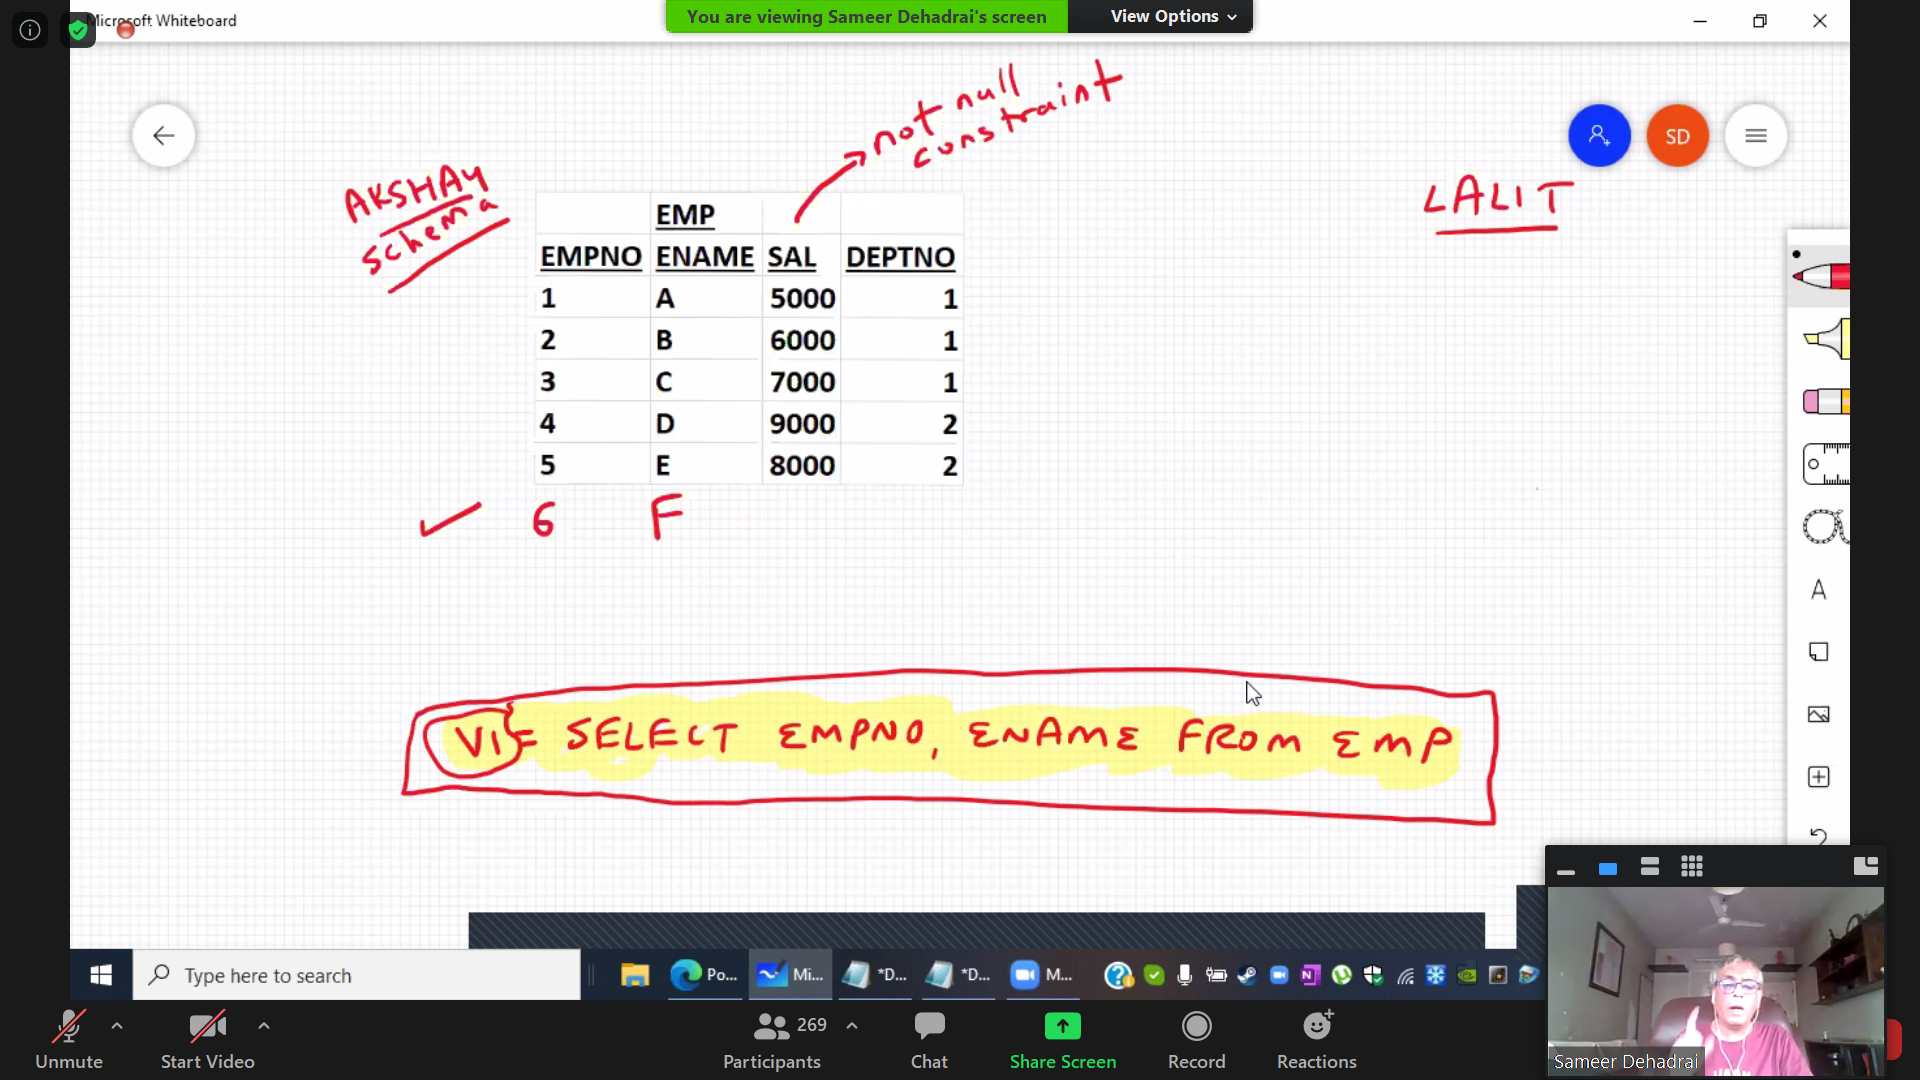 Microsoft Whiteboard
You are viewing Sameer Dehadrai's screen
View Options
not null
constraint
AKSHAY
schema
LALIT
SD
EMP
EMPNO ENAME SAL DEPTNO
1 A 5000 1
2 B 6000 1
3 C 7000 1
4 D 9000 2
5 E 8000 2
6 F
V1= SELECT EMPNO, ENAME FROM EMP
A
Type here to search
Po...
Mi...
*D...
*D...
M...
Sameer Dehadrai
Unmute
Start Video
269
Participants
Chat
Share Screen
Record
Reactions